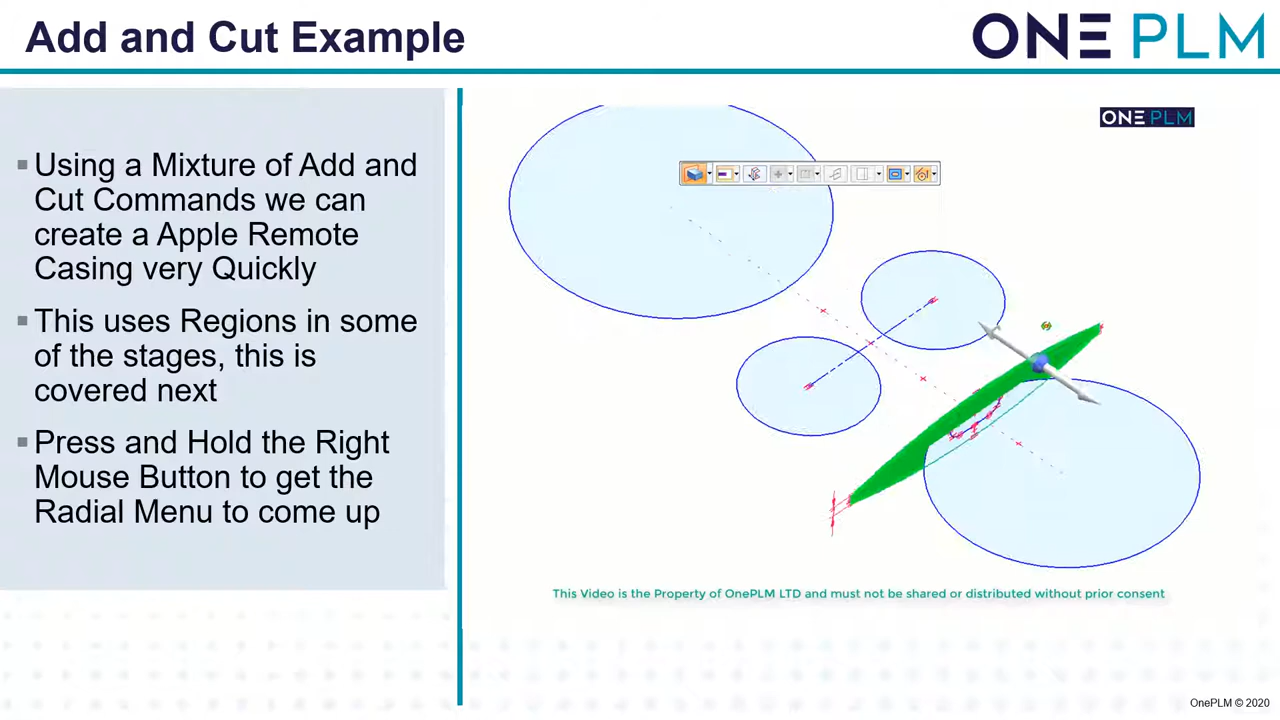 Add and Cut Example
ONE PLM
Using a Mixture of Add and
Cut Commands we can
create a Apple Remote
Casing very Quickly
This uses Regions in some
of the stages, this is
covered next
Press and Hold the Right
Mouse Button to get the
Radial Menu to come up
ONE PLM
This Video is the Property of OnePLM LTD and must not be shared or distributed without prior consent
OnePLM © 2020